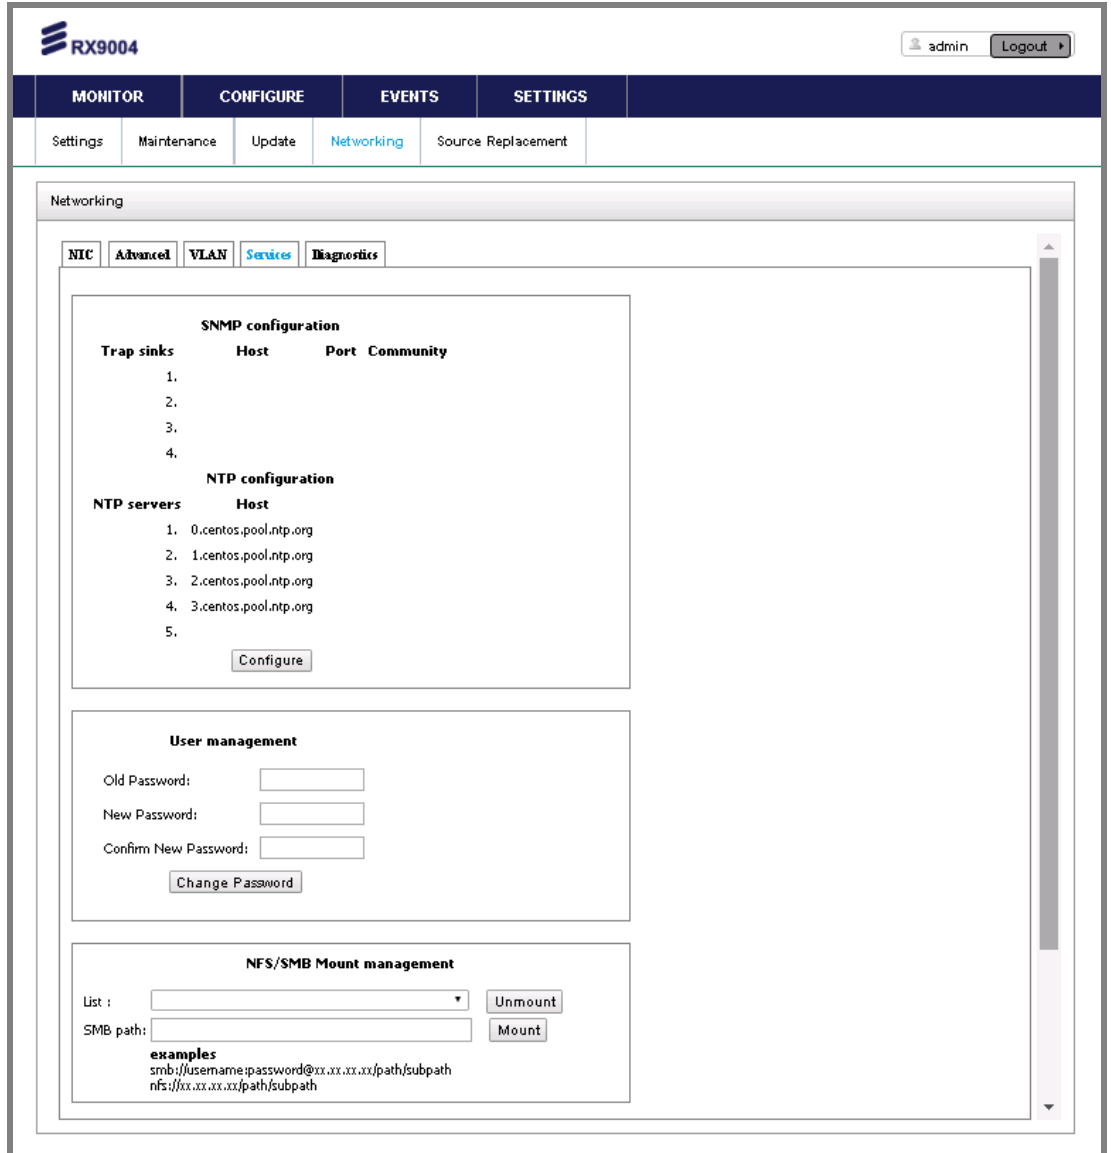 RX9004
admin Logout
MONITOR CONFIGURE EVENTS SETTINGS
Settings Maintenance Update Networking Source Replacement
Networking
NIC Advanced VLAN Services Diagnostics
SNMP configuration
Trap sinks Host Port Community
1.
2.
3.
4.
NTP configuration
NTP servers Host
1. 0.centos.pool.ntp.org
2. 1.centos.pool.ntp.org
3. 2.centos.pool.ntp.org
4. 3.centos.pool.ntp.org
5.
Configure
User management
Old Password:
New Password:
Confirm New Password:
Change Password
NFS/SMB Mount management
List : Unmount
SMB path: Mount
examples
smb://username:password@xx.xx.xx.xx/path/subpath
nfs://xx.xx.xx.xx/path/subpath